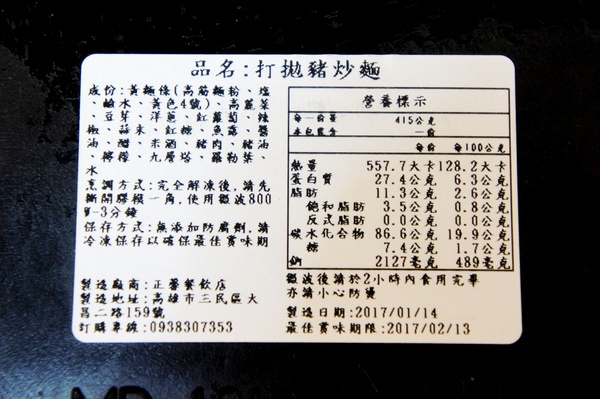 品名:打拋豬炒麵
成份:黃麵條(高筋麵粉、塩
、鹼水、黃色4號)、高麗菜
、豆芽、洋蔥、紅蘿蔔、辣
椒、蒜末、紅糖、魚露、醬
油、醋、米酒、豬肉、豬油
、檸檬、九層塔、羅勒葉、
水
烹調方式:完全解凍後,請先
撕開膠模一角,使用微波800
W-3分鐘
保存方式:無添加防腐劑,請
冷凍保存以確保最佳賞味期
製造廠商:正馨餐飲店
製造地址:高雄市三民區大
昌二路159號
訂購專線:0938307353
營養標示
每一份量 415公克
本包裝含 一份
每份 每100公克
熱量 557.7大卡 128.2大卡
蛋白質 27.4公克 6.3公克
脂肪 11.3公克 2.6公克
飽和脂肪 3.5公克 0.8公克
反式脂肪 0.0公克 0.0公克
碳水化合物 86.6公克 19.9公克
糖 7.4公克 1.7公克
鈉 2127毫克 489毫克
微波後請於2小時內食用完畢
亦請小心防燙
製造日期:2017/01/14
最佳賞味期限:2017/02/13